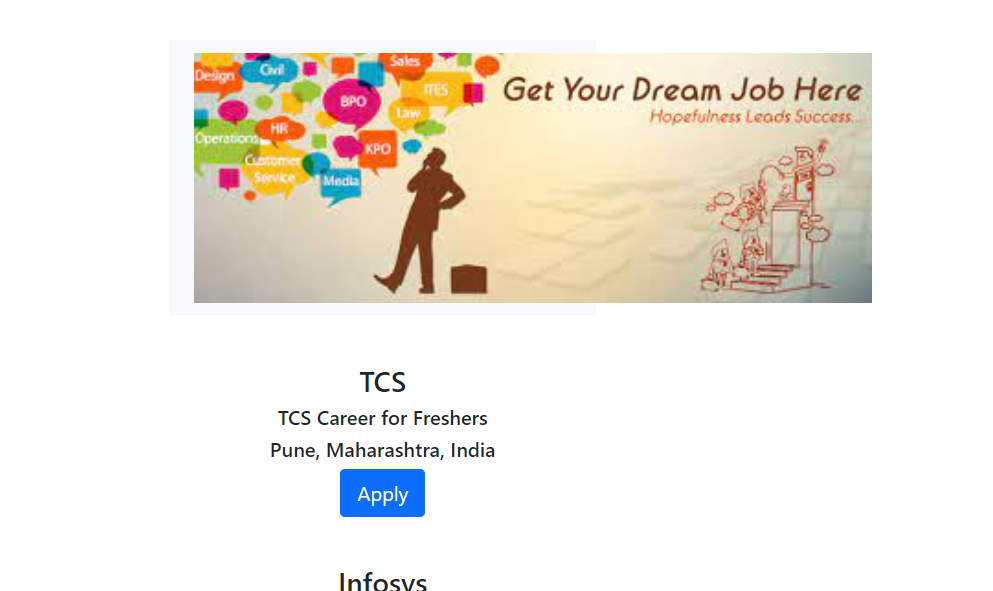 Sales
Design
Civil
ITES
BPO
Law
HR
Operations
KPO
Customer
Service
Media
Get Your Dream Job Here
Hopefulness Leads Success...
TCS
TCS Career for Freshers
Pune, Maharashtra, India
Apply
Infosys